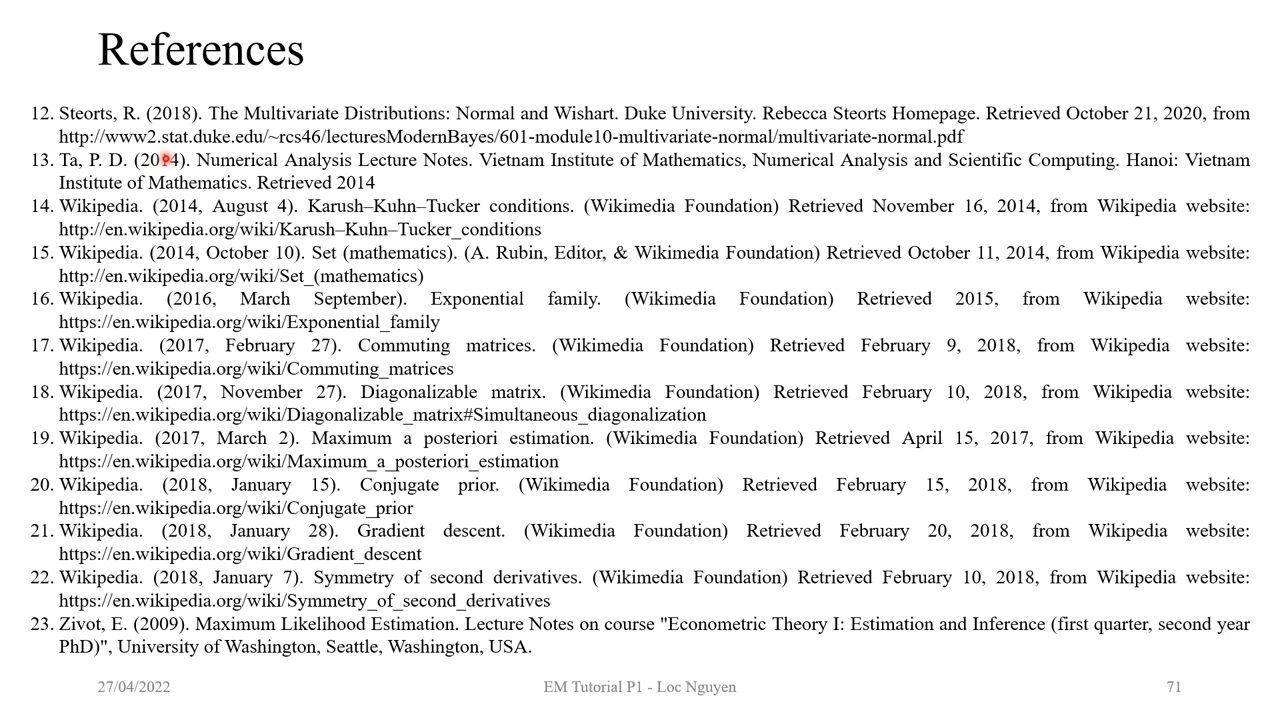 References
12. Steorts, R. (2018). The Multivariate Distributions: Normal and Wishart. Duke University. Rebecca Steorts Homepage. Retrieved October 21, 2020, from
http://www2.stat.duke.edu/~rcs46/lecturesModernBayes/601-module10-multivariate-normal/multivariate-normal.pdf
13. Ta, P. D. (2014). Numerical Analysis Lecture Notes. Vietnam Institute of Mathematics, Numerical Analysis and Scientific Computing. Hanoi: Vietnam
Institute of Mathematics. Retrieved 2014
14. Wikipedia. (2014, August 4). Karush–Kuhn–Tucker conditions. (Wikimedia Foundation) Retrieved November 16, 2014, from Wikipedia website:
http://en.wikipedia.org/wiki/Karush–Kuhn–Tucker_conditions
15. Wikipedia. (2014, October 10). Set (mathematics). (A. Rubin, Editor, & Wikimedia Foundation) Retrieved October 11, 2014, from Wikipedia website:
http://en.wikipedia.org/wiki/Set_(mathematics)
16. Wikipedia. (2016, March September). Exponential family. (Wikimedia Foundation) Retrieved 2015, from Wikipedia website:
https://en.wikipedia.org/wiki/Exponential_family
17. Wikipedia. (2017, February 27). Commuting matrices. (Wikimedia Foundation) Retrieved February 9, 2018, from Wikipedia website:
https://en.wikipedia.org/wiki/Commuting_matrices
18. Wikipedia. (2017, November 27). Diagonalizable matrix. (Wikimedia Foundation) Retrieved February 10, 2018, from Wikipedia website:
https://en.wikipedia.org/wiki/Diagonalizable_matrix#Simultaneous_diagonalization
19. Wikipedia. (2017, March 2). Maximum a posteriori estimation. (Wikimedia Foundation) Retrieved April 15, 2017, from Wikipedia website:
https://en.wikipedia.org/wiki/Maximum_a_posteriori_estimation
20. Wikipedia. (2018, January 15). Conjugate prior. (Wikimedia Foundation) Retrieved February 15, 2018, from Wikipedia website:
https://en.wikipedia.org/wiki/Conjugate_prior
21. Wikipedia. (2018, January 28). Gradient descent. (Wikimedia Foundation) Retrieved February 20, 2018, from Wikipedia website:
https://en.wikipedia.org/wiki/Gradient_descent
22. Wikipedia. (2018, January 7). Symmetry of second derivatives. (Wikimedia Foundation) Retrieved February 10, 2018, from Wikipedia website:
https://en.wikipedia.org/wiki/Symmetry_of_second_derivatives
23. Zivot, E. (2009). Maximum Likelihood Estimation. Lecture Notes on course "Econometric Theory I: Estimation and Inference (first quarter, second year
PhD)", University of Washington, Seattle, Washington, USA.
27/04/2022 EM Tutorial P1 - Loc Nguyen 71